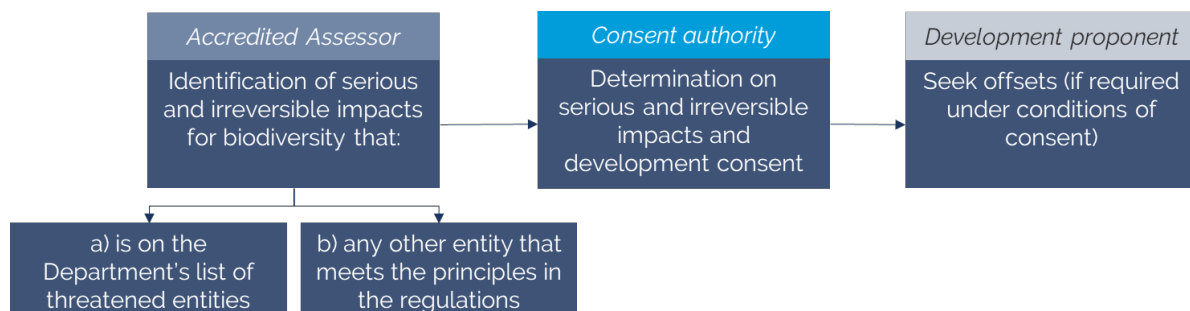 Accredited Assessor
Identification of serious
and irreversible impacts
for biodiversity that:
Consent authority
Determination on
serious and irreversible
impacts and
development consent
Development proponent
Seek offsets (if required
under conditions of
consent)
a) is on the
Department's list of
threatened entities
b) any other entity that
meets the principles in
the regulations